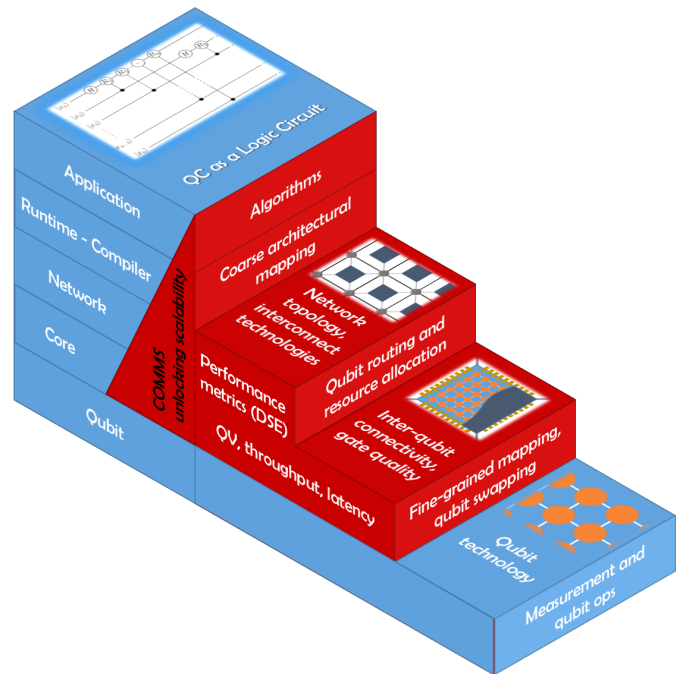 QC as a Logic Circuit
Application
Runtime - Compiler
Network
Core
Qubit
COMMS
unlocking scalability
Algorithms
Coarse architectural
mapping
Network
topology,
interconnect
technologies
Performance
metrics (DSE)
Qubit routing and
resource allocation
Inter-qubit
connectivity,
gate quality
QV, throughput, latency
Fine-grained mapping,
qubit swapping
Qubit
technology
Measurement and
qubit ops